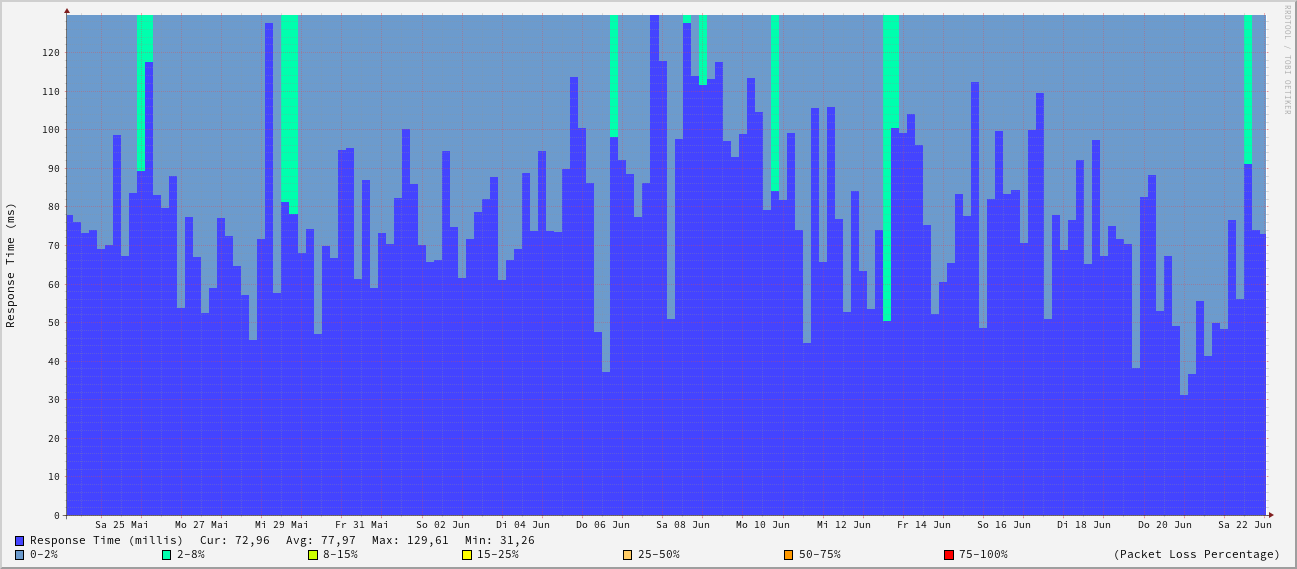 RRDTOOL / TOBI OETIKER
Response Time (ms)
120
110
100
90
80
70
60
50
40
30
20
10
0
Sa 25 Mai Mo 27 Mai Mi 29 Mai Fr 31 Mai So 02 Jun Di 04 Jun Do 06 Jun Sa 08 Jun Mo 10 Jun Mi 12 Jun Fr 14 Jun So 16 Jun Di 18 Jun Do 20 Jun Sa 22 Jun
Response Time (millis) Cur: 72,96 Avg: 77,97 Max: 129,61 Min: 31,26
0-2% 2-8% 8-15% 15-25% 25-50% 50-75% 75-100% (Packet Loss Percentage)